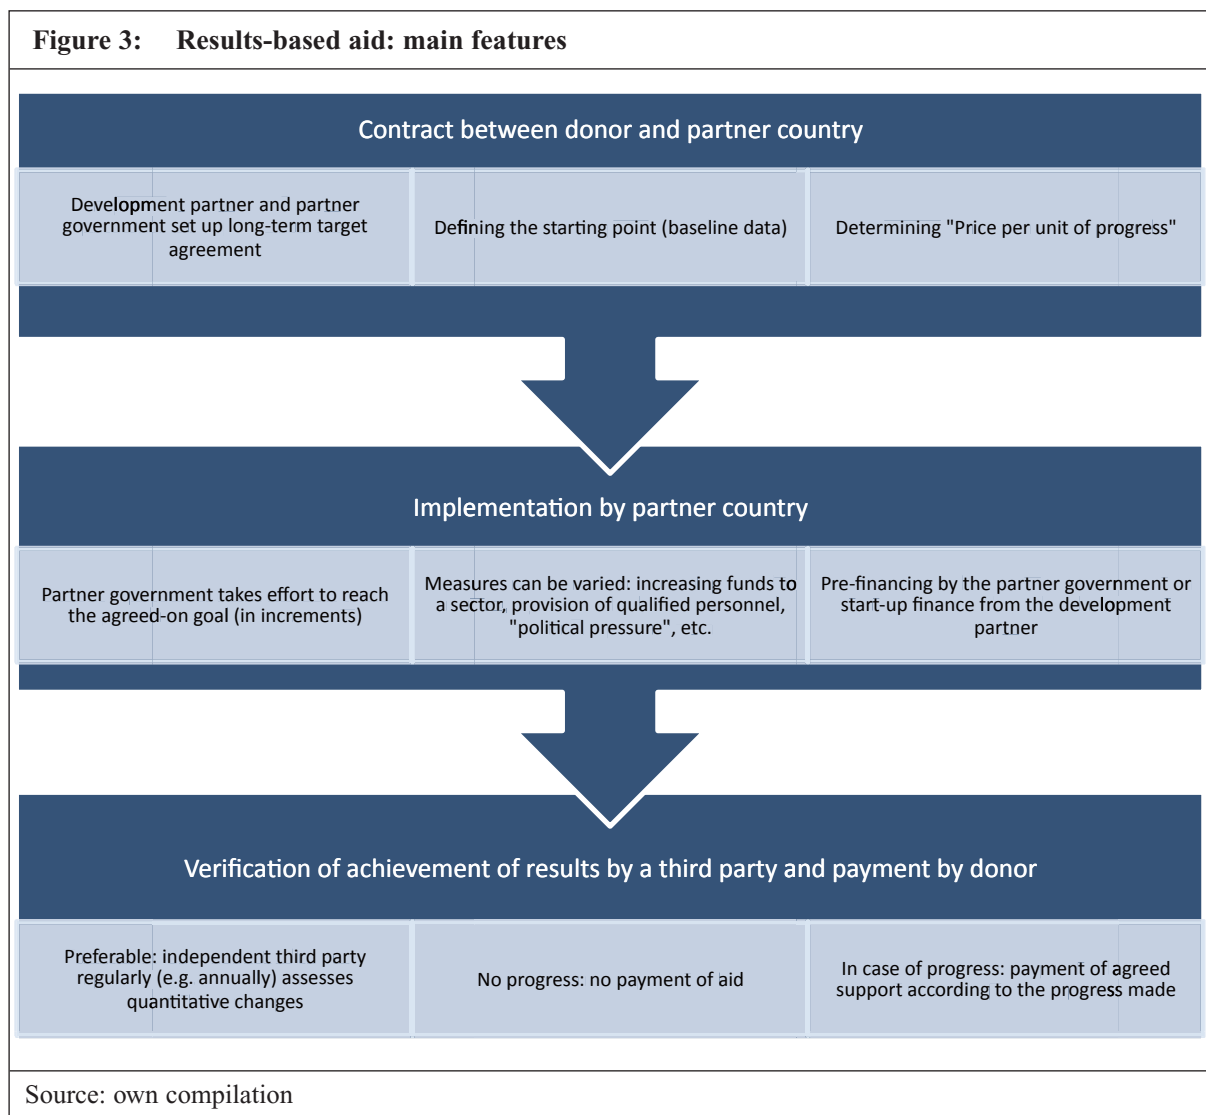 Figure 3: Results-based aid: main features
Contract between donor and partner country
Development partner and partner
government set up long-term target
agreement
Defining the starting point (baseline data)
Determining "Price per unit of progress"
Implementation by partner country
Partner government takes effort to reach
the agreed-on goal (in increments)
Measures can be varied: increasing funds to
a sector, provision of qualified personnel,
"political pressure", etc.
Pre-financing by the partner government or
start-up finance from the development
partner
Verification of achievement of results by a third party and payment by donor
Preferable: independent third party
regularly (e.g. annually) assesses
quantitative changes
No progress: no payment of aid
In case of progress: payment of agreed
support according to the progress made
Source: own compilation